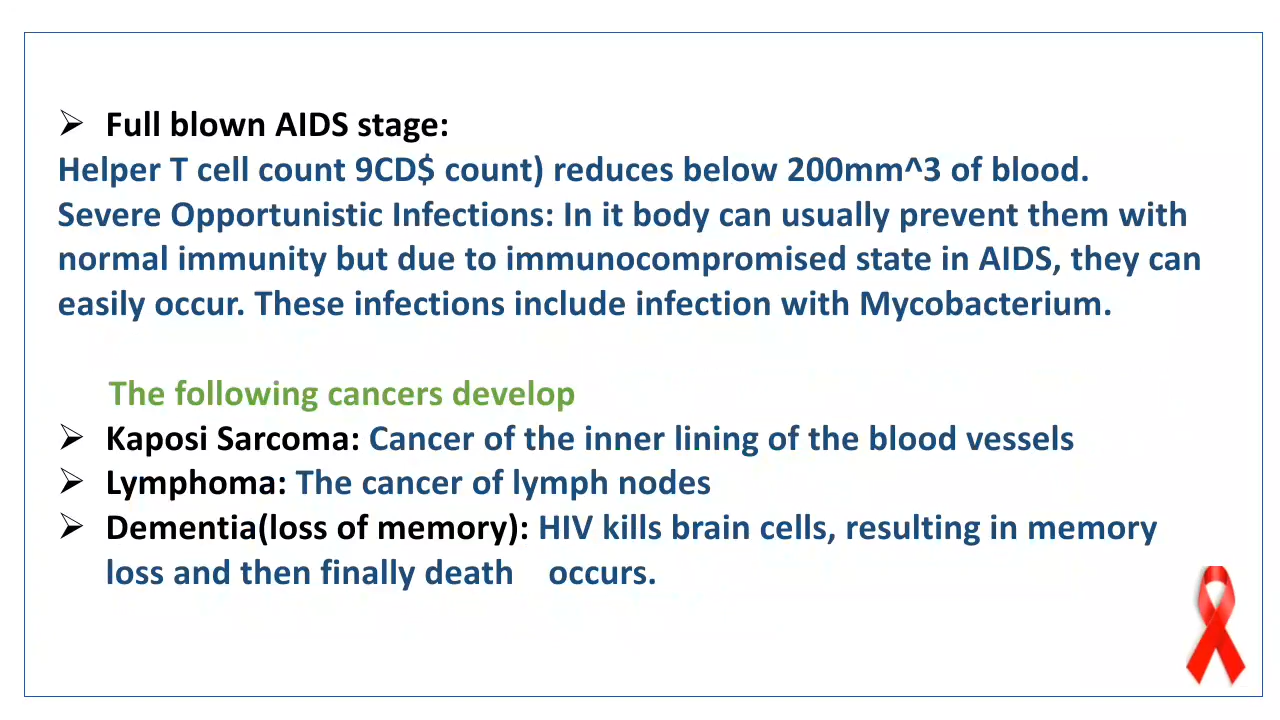 ➢ Full blown AIDS stage:
Helper T cell count 9CD$ count) reduces below 200mm^3 of blood.
Severe Opportunistic Infections: In it body can usually prevent them with
normal immunity but due to immunocompromised state in AIDS, they can
easily occur. These infections include infection with Mycobacterium.
The following cancers develop
➢ Kaposi Sarcoma: Cancer of the inner lining of the blood vessels
➢ Lymphoma: The cancer of lymph nodes
➢ Dementia(loss of memory): HIV kills brain cells, resulting in memory
loss and then finally death occurs.